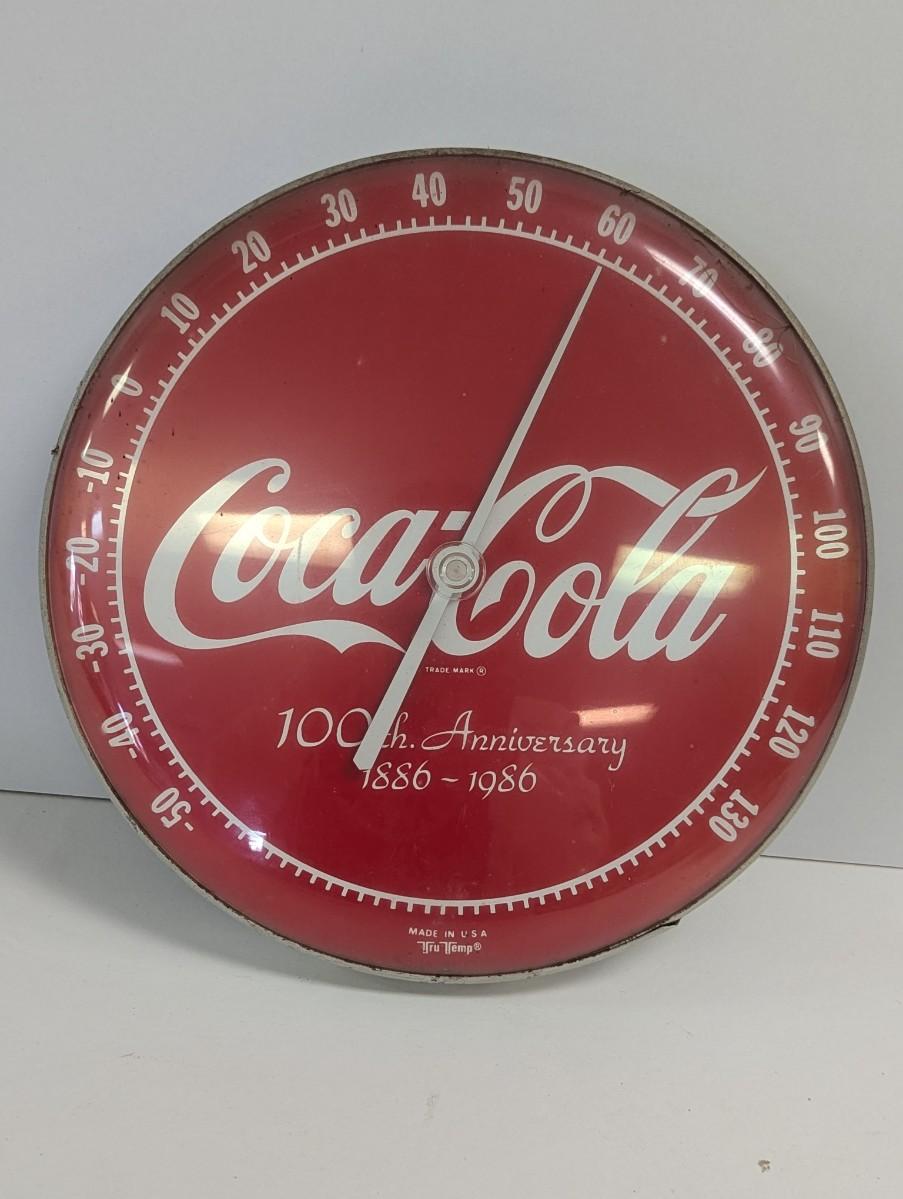 -50 -40 -30 -20 -10 0 10 20 30 40 50 60 70 80 90 100 110 120 130
Coca-Cola
TRADE MARK ®
100th. Anniversary
1886 ~ 1986
MADE IN USA
Tru Temp®